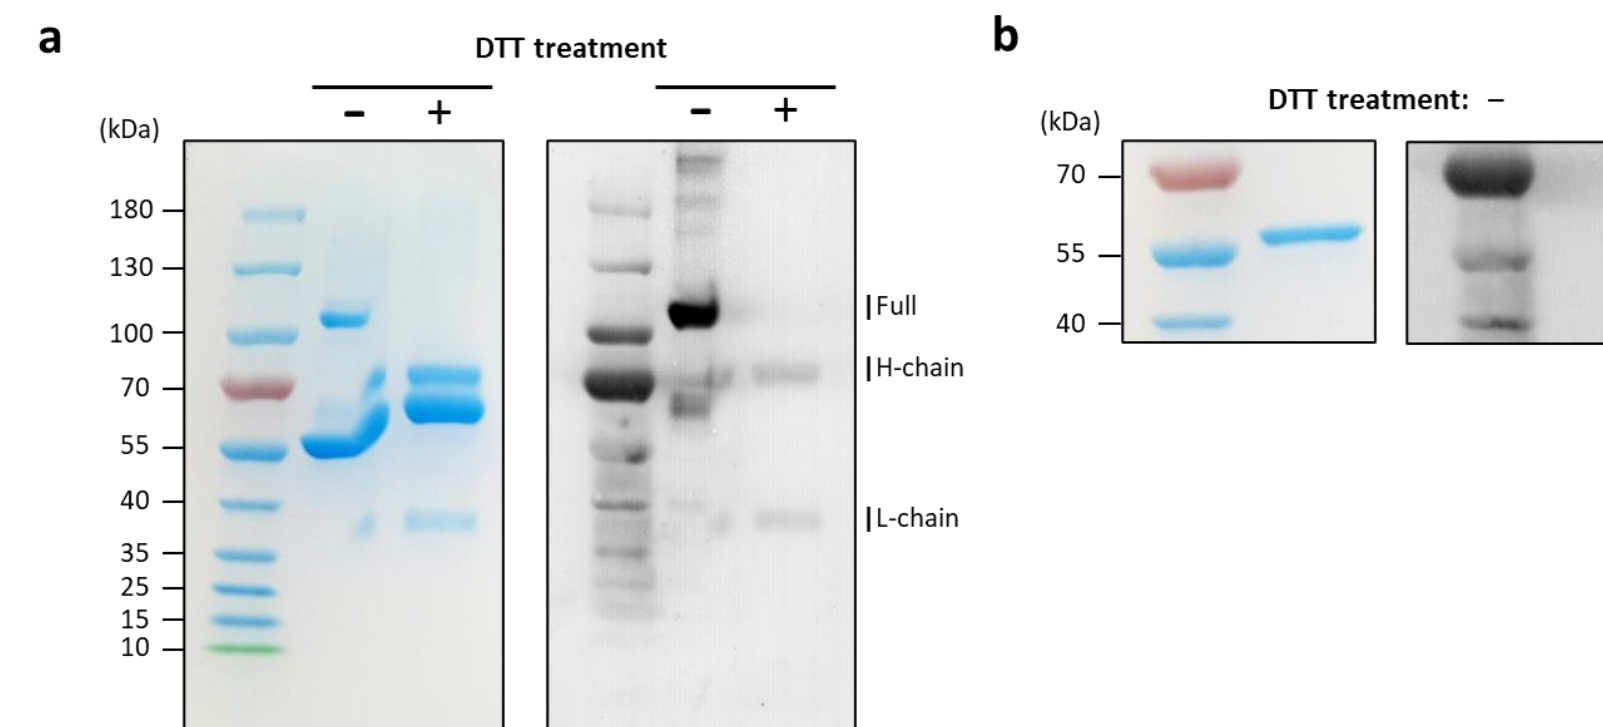 a
DTT treatment
– +
– +
(kDa)
180
130
100
70
55
40
35
25
15
10
Full
H-chain
L-chain
b
DTT treatment: –
(kDa)
70
55
40